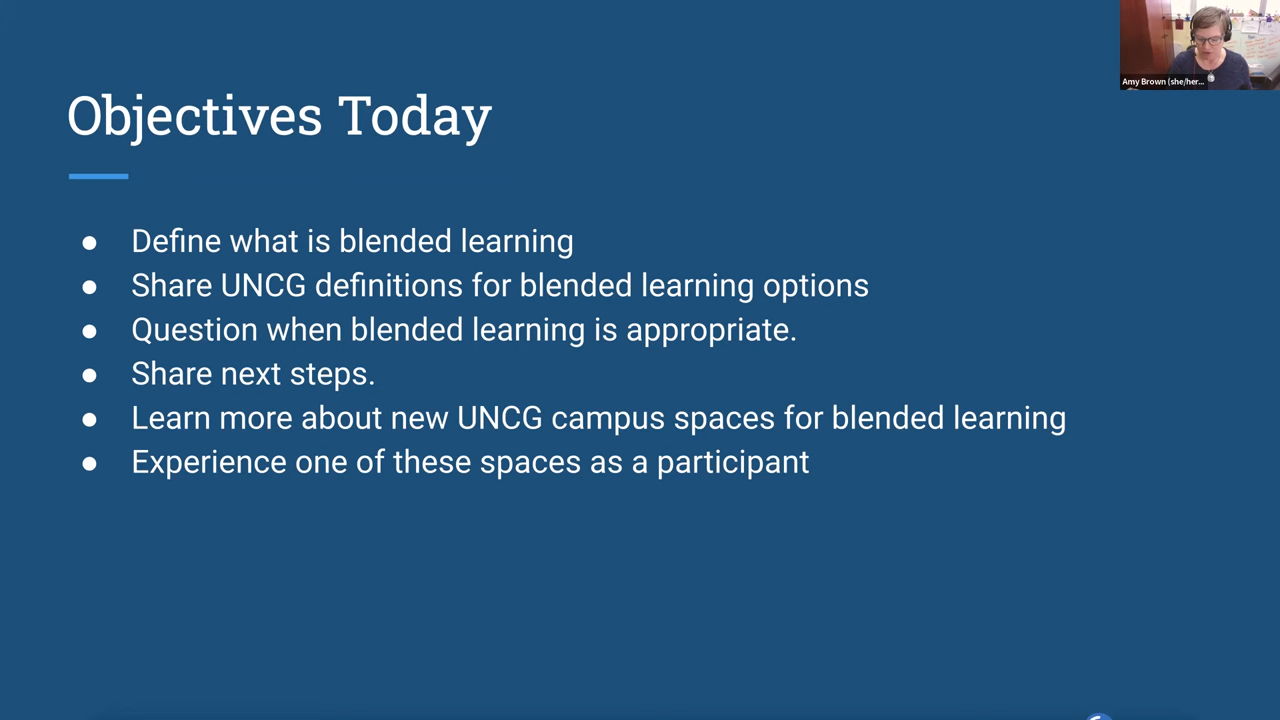 Objectives Today
● Define what is blended learning
● Share UNCG definitions for blended learning options
● Question when blended learning is appropriate.
● Share next steps.
● Learn more about new UNCG campus spaces for blended learning
● Experience one of these spaces as a participant
Amy Brown (she/her...